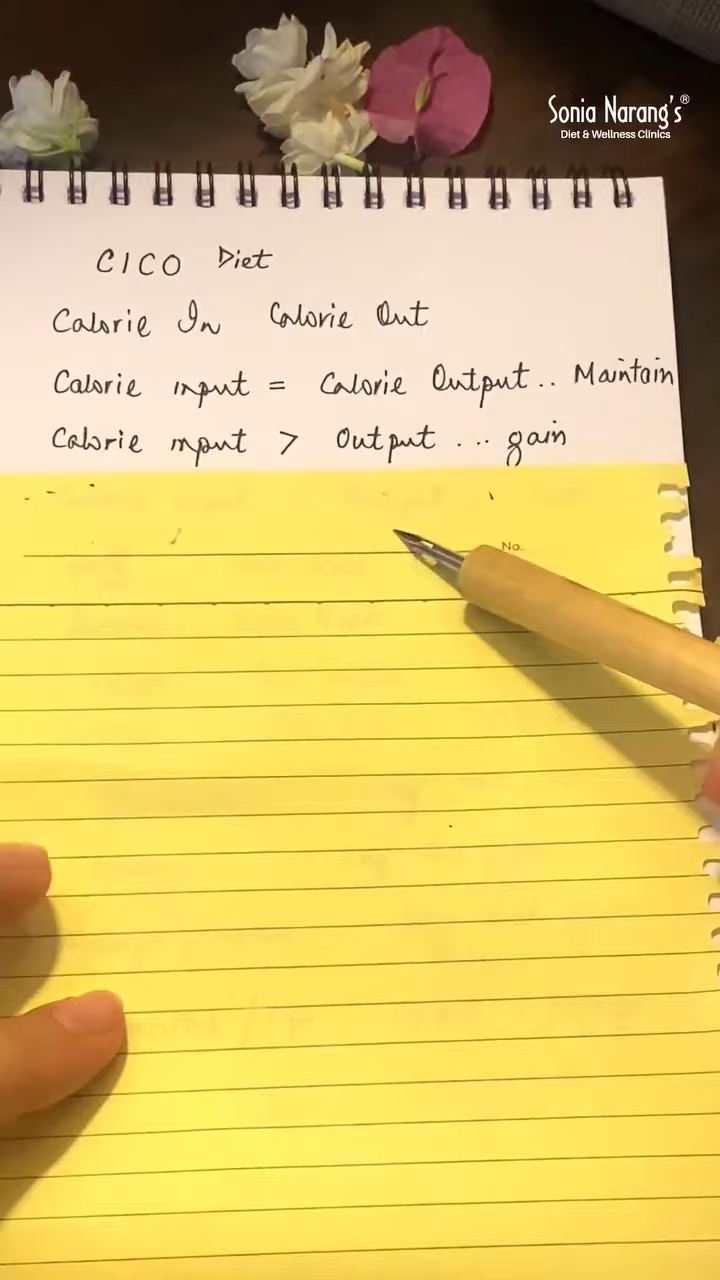 Sonia Narang's®
Diet & Wellness Clinics
CICO Diet
Calorie In Calorie Out
Calorie input = Calorie Output.. Maintain
Calorie input > Output ... gain
No.